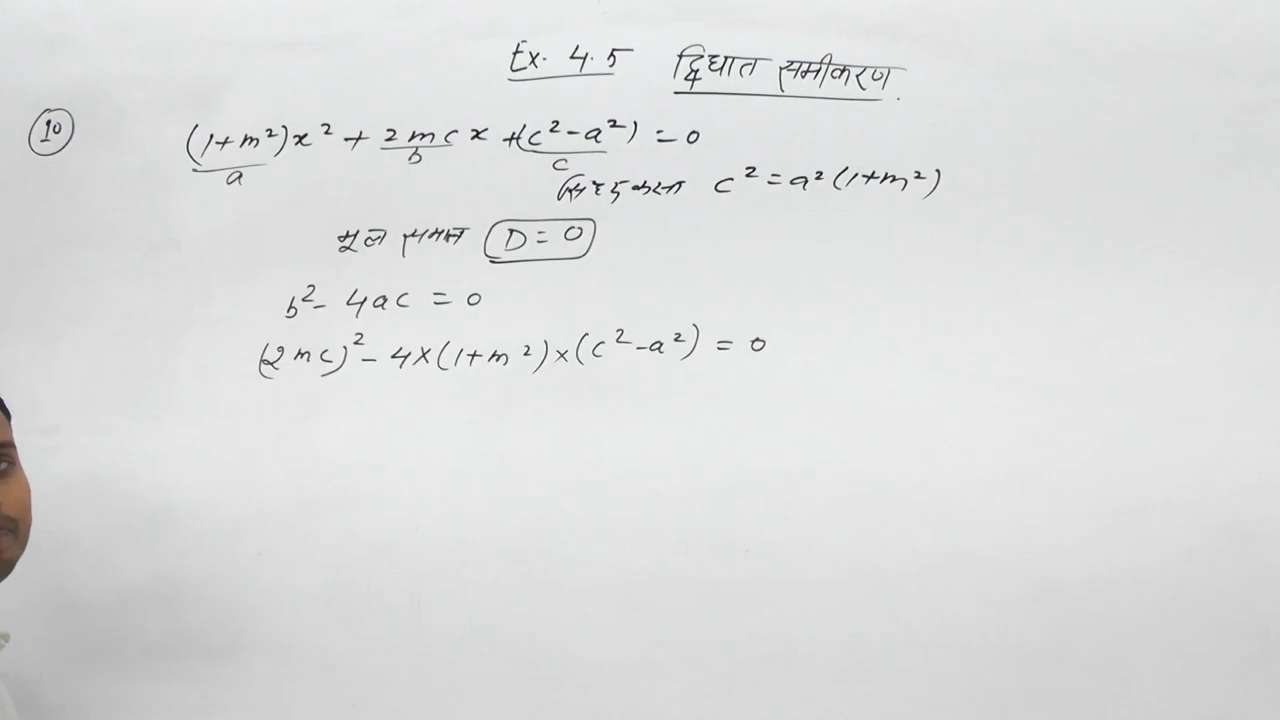 Ex. 4.5 द्विघात समीकरण.
(10) (1+m²)x² + 2mcx + (c² - a²) = 0
a b c
c² = a²(1+m²)
मूल समान D = 0
b² - 4ac = 0
(2mc)² - 4×(1+m²)×(c² - a²) = 0